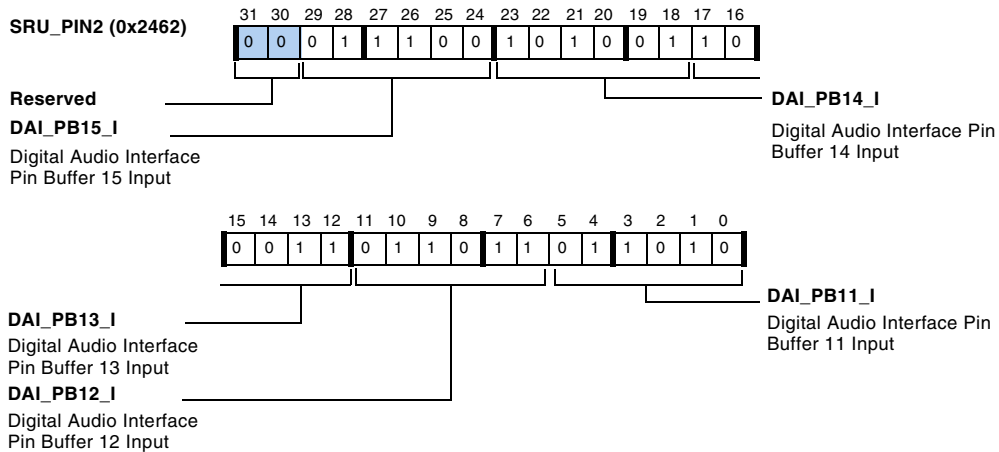 SRU_PIN2 (0x2462)
31 30 29 28 27 26 25 24 23 22 21 20 19 18 17 16
0 0 0 1 1 1 0 0 1 0 1 0 0 1 1 0
Reserved
DAI_PB15_I
Digital Audio Interface
Pin Buffer 15 Input
DAI_PB14_I
Digital Audio Interface Pin
Buffer 14 Input
15 14 13 12 11 10 9 8 7 6 5 4 3 2 1 0
0 0 1 1 0 1 1 0 1 1 0 1 1 0 1 0
DAI_PB13_I
Digital Audio Interface
Pin Buffer 13 Input
DAI_PB12_I
Digital Audio Interface
Pin Buffer 12 Input
DAI_PB11_I
Digital Audio Interface Pin
Buffer 11 Input